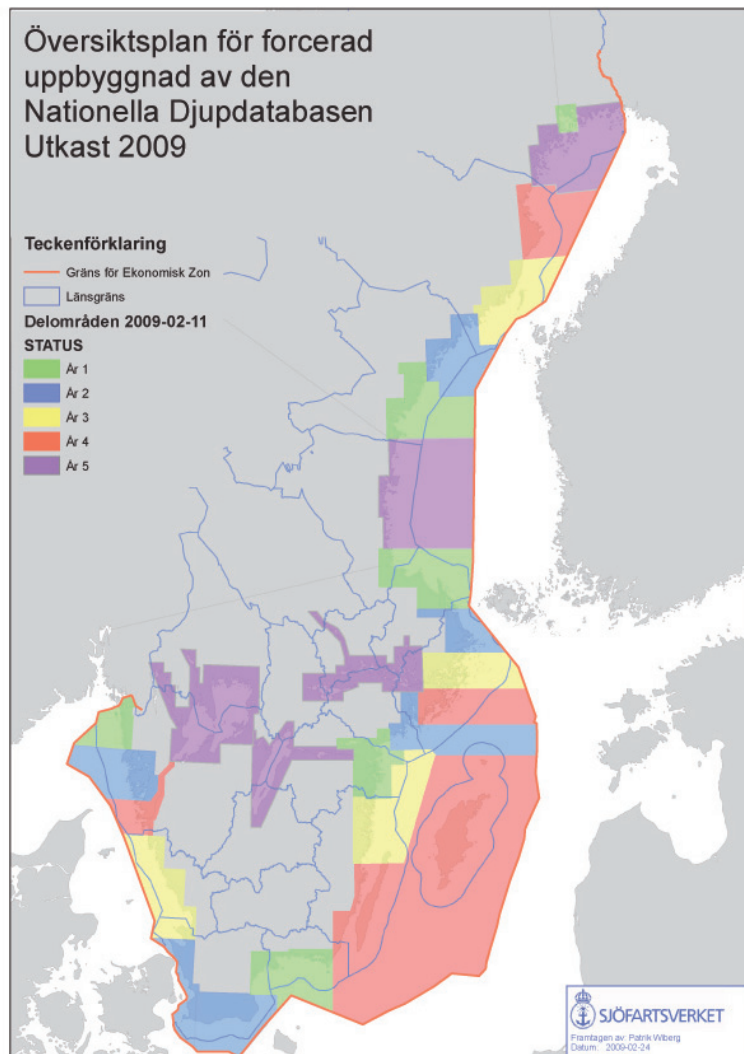 Översiktsplan för forcerad
uppbyggnad av den
Nationella Djupdatabasen
Utkast 2009
Teckenförklaring
Gräns för Ekonomisk Zon
Länsgräns
Delområden 2009-02-11
STATUS
År 1
År 2
År 3
År 4
År 5
SJÖFARTSVERKET
Framtagen av: Patrik Wiberg
Datum: 2009-02-24